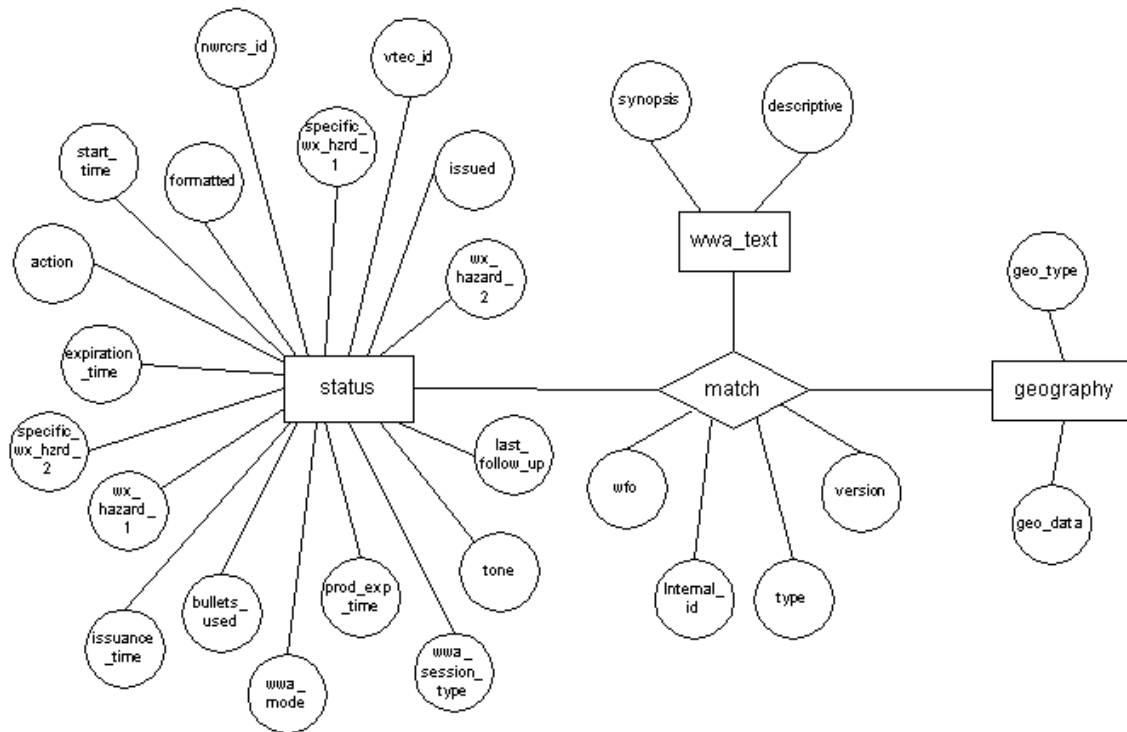 nwrcrs_id
vtec_id
synopsis
descriptive
specific_
wx_hzrd_
1
start_
time
formatted
issued
action
wx_
hazard_
2
wwa_text
geo_type
expiration
_time
status
match
geography
specific_
wx_hzrd_
2
wx_
hazard_
1
last_
follow_up
wfo
version
geo_data
tone
bullets_
used
prod_exp
_time
Internal_
id
type
issuance
_time
wwa_
mode
wwa_
session_
type